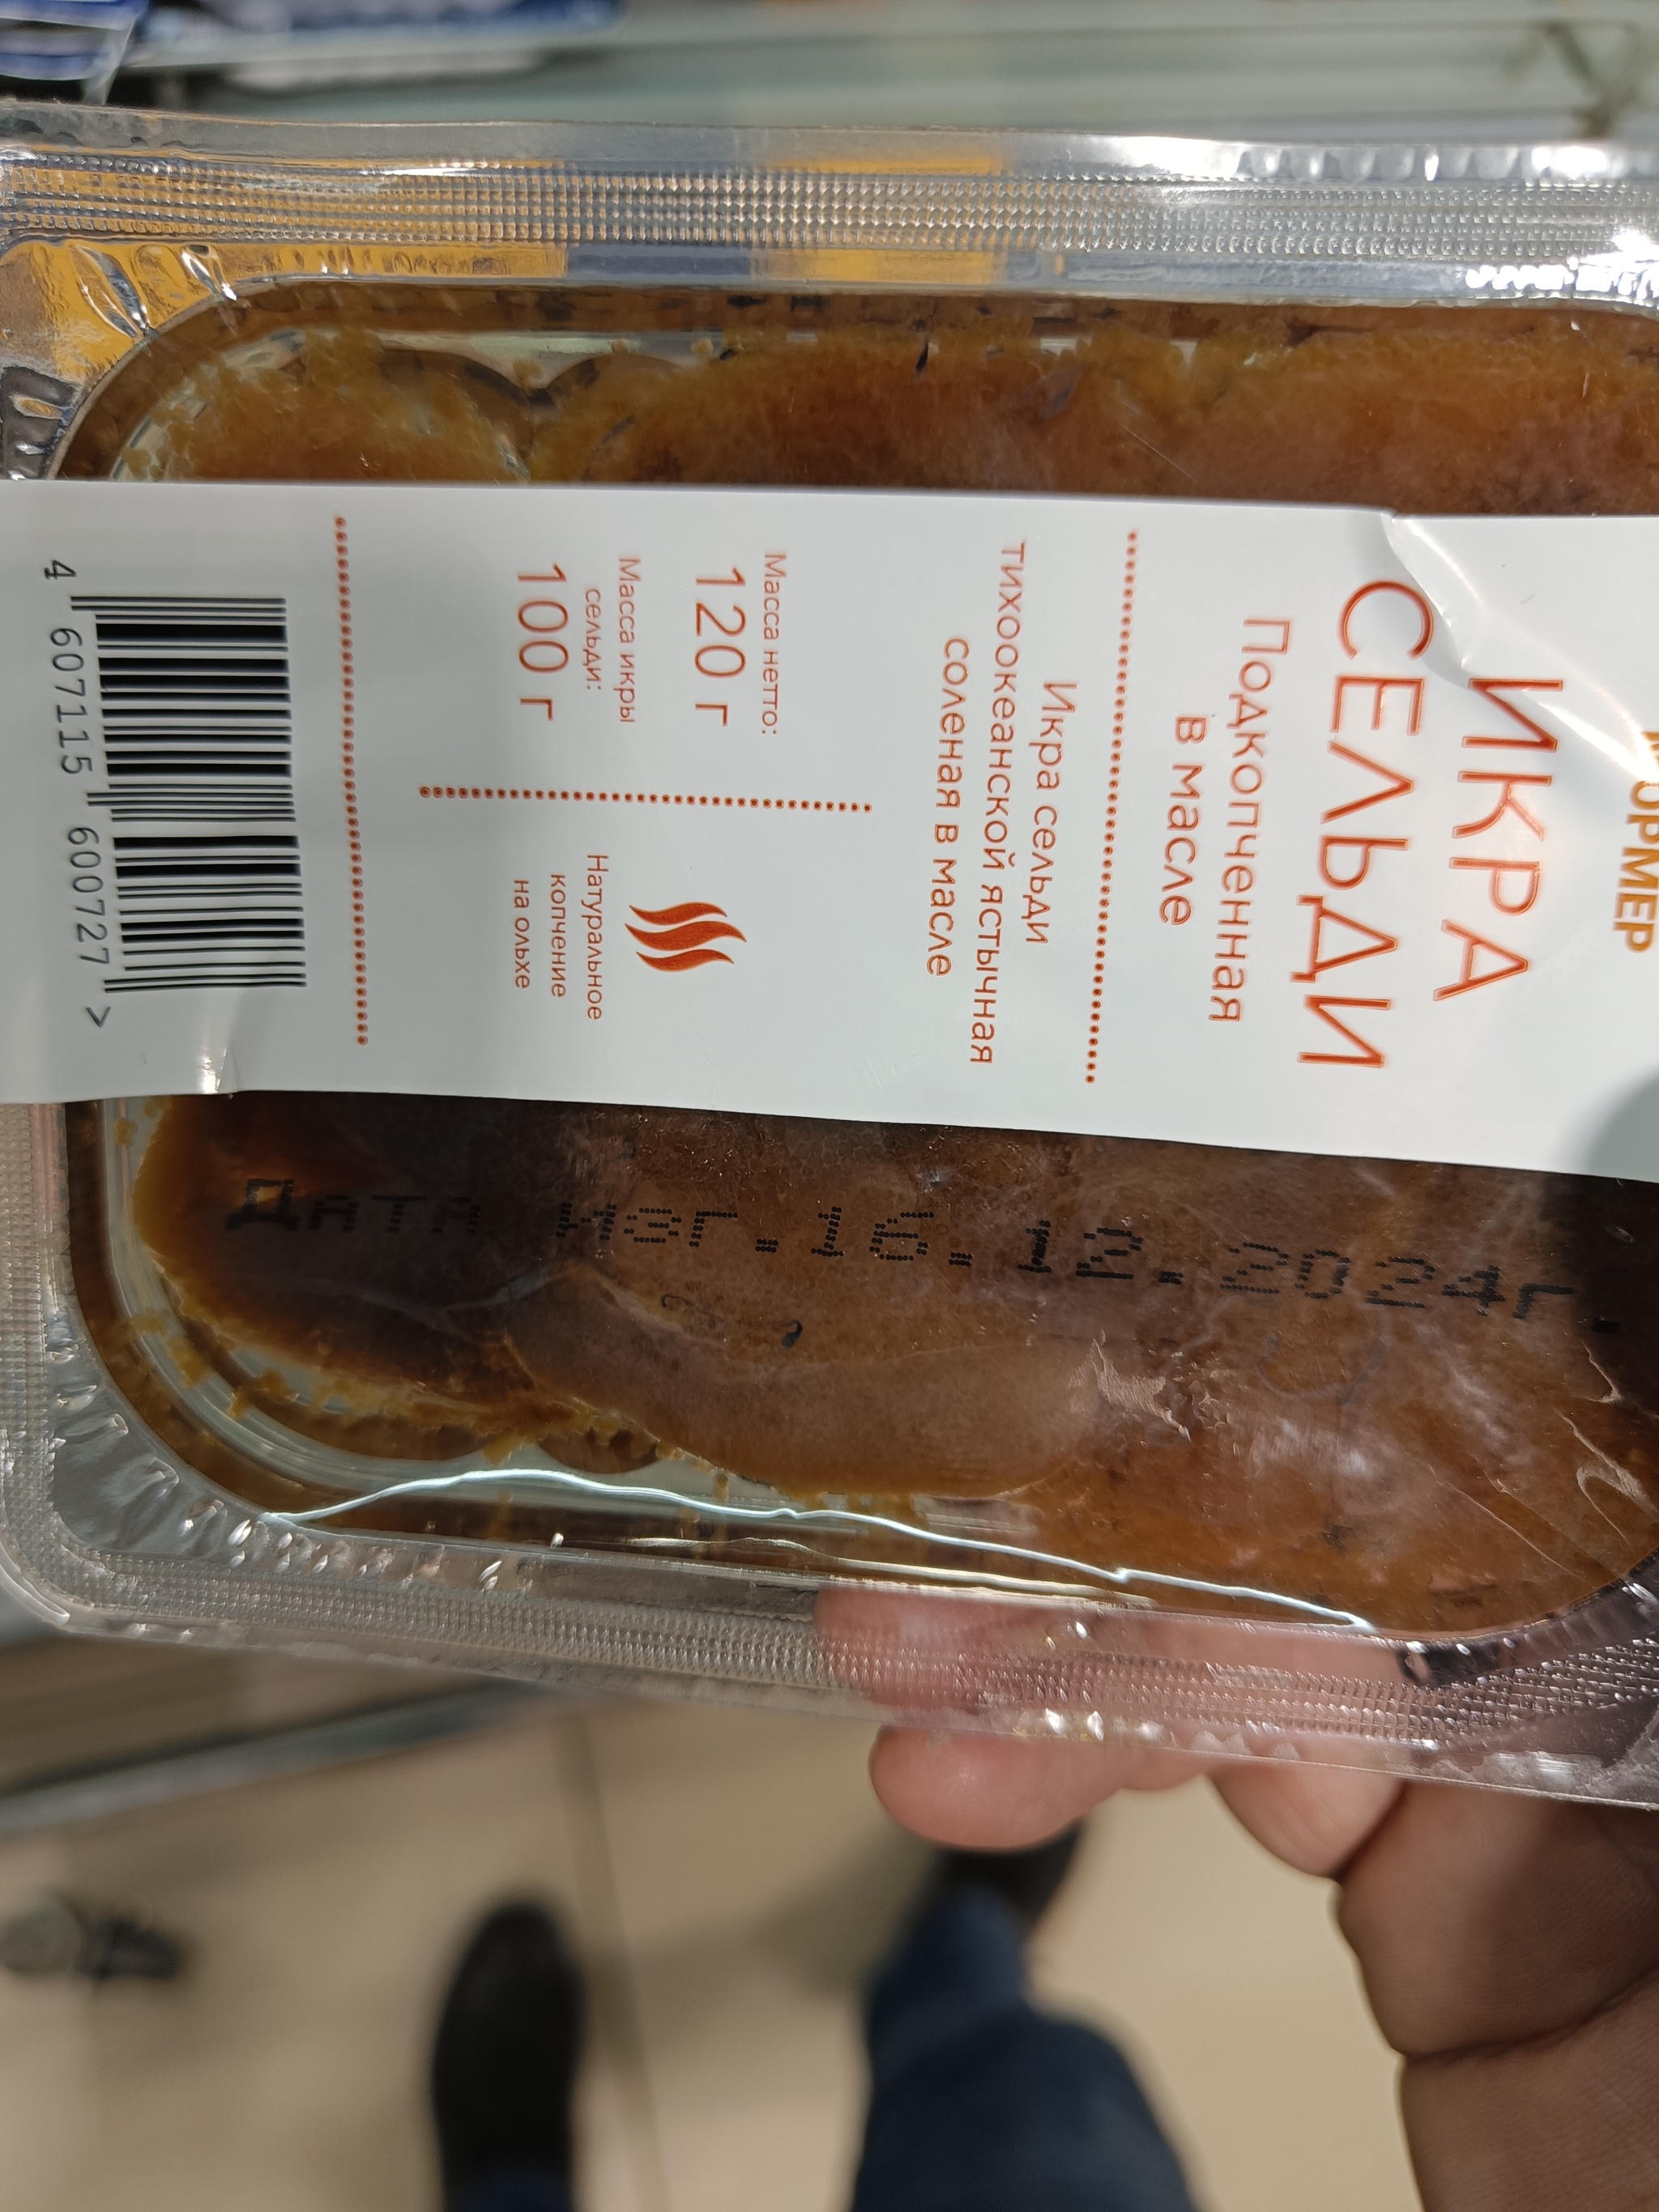 ИКРА
СЕЛЬДИ
Подкопченная
в масле
Икра сельди
тихоокеанской ястычная
соленая в масле
Масса нетто:
120 г
Масса икры
сельди:
100 г
Натуральное
копчение
на ольхе
4 607115 600727 >
Дата изг. 16.12.2024г.